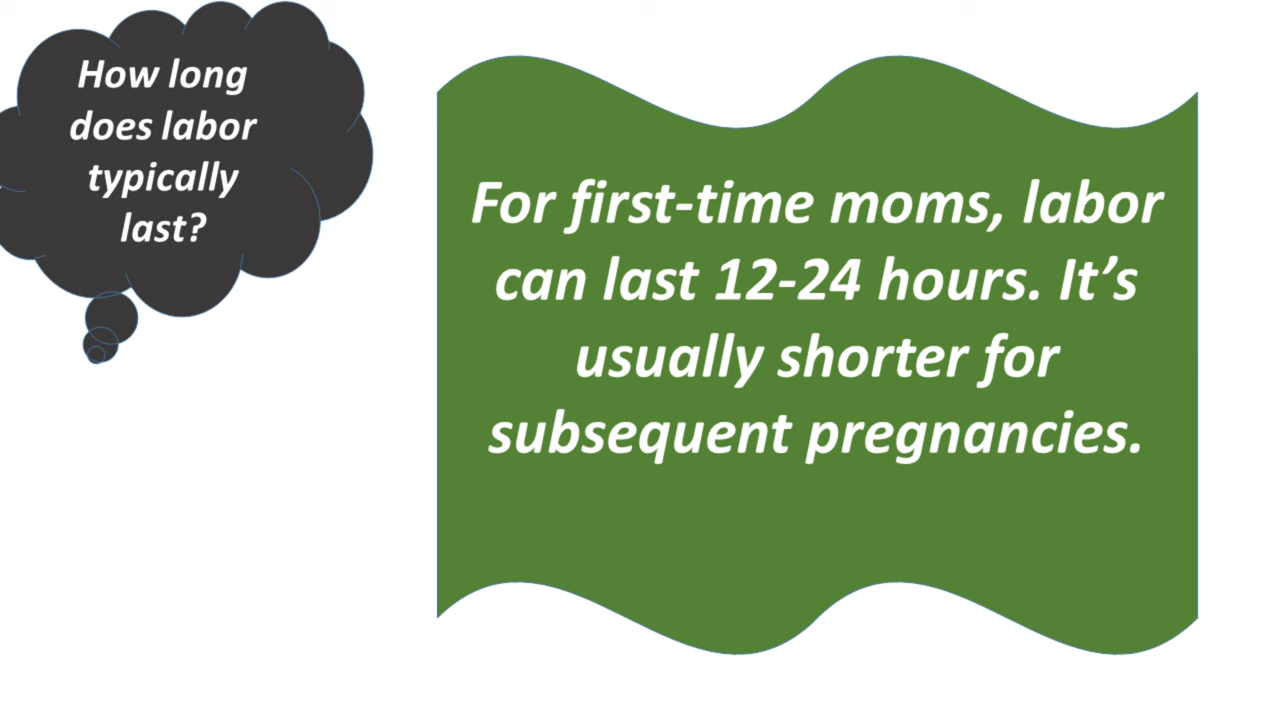 How long
does labor
typically
last?
For first-time moms, labor
can last 12-24 hours. It’s
usually shorter for
subsequent pregnancies.